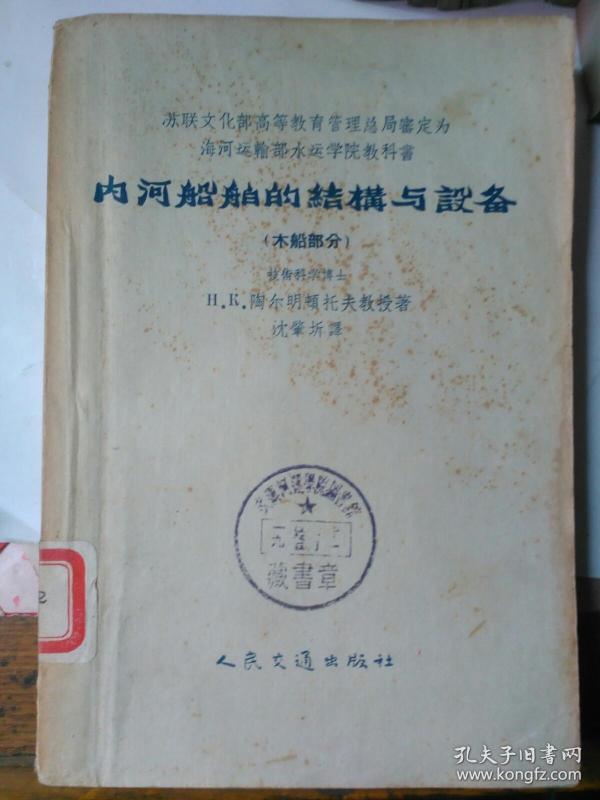 苏联文化部高等教育管理总局審定为
海河运輸部水运学院教科書
内河船舶的結構与設备
(木船部分)
技術科学博士
Н.К.陶尔明頓托夫教授著
沈肇圻譯
藏書章
人民交通出版社
孔夫子旧書网
www.kongfz.com